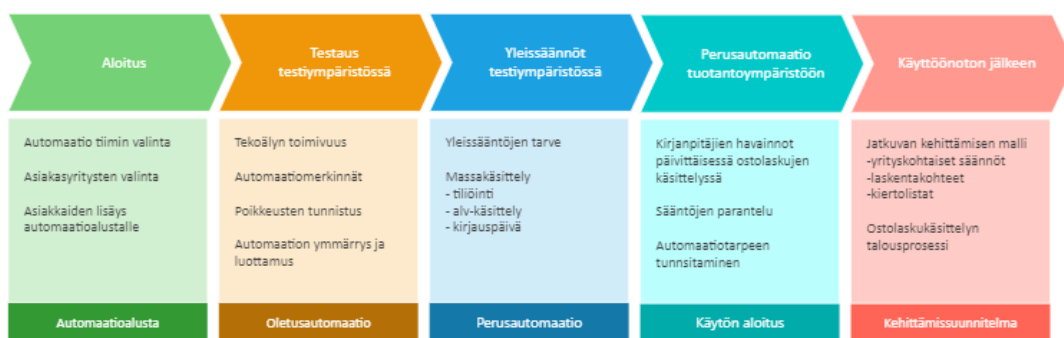 Aloitus
Automaatio tiimin valinta
Asiakasyritysten valinta
Asiakkaiden lisäys
automaatioalustalle
Automaatioalusta
Testaus
testiympäristössä
Tekoälyn toimivuus
Automaatiomerkinnät
Poikkeusten tunnistus
Automaation ymmärrys ja
luottamus
Oletusautomaatio
Yleissäännöt
testiympäristössä
Yleissääntöjen tarve
Massakäsittely
- tiliöinti
- alv-käsittely
- kirjauspäivä
Perusautomaatio
Perusautomaatio
tuotantoympäristöön
Kirjanpitäjien havainnot
päivittäisessä ostolaskujen
käsittelyssä
Sääntöjen parantelu
Automaatiotarpeen
tunnsitaminen
Käytön aloitus
Käyttöönoton jälkeen
Jatkuvan kehittämisen malli
-yrityskohtaiset säännöt
-laskentakohteet
-kiertolistat
Ostolaskukäsittelyn
talousprosessi
Kehittämissuunnitelma